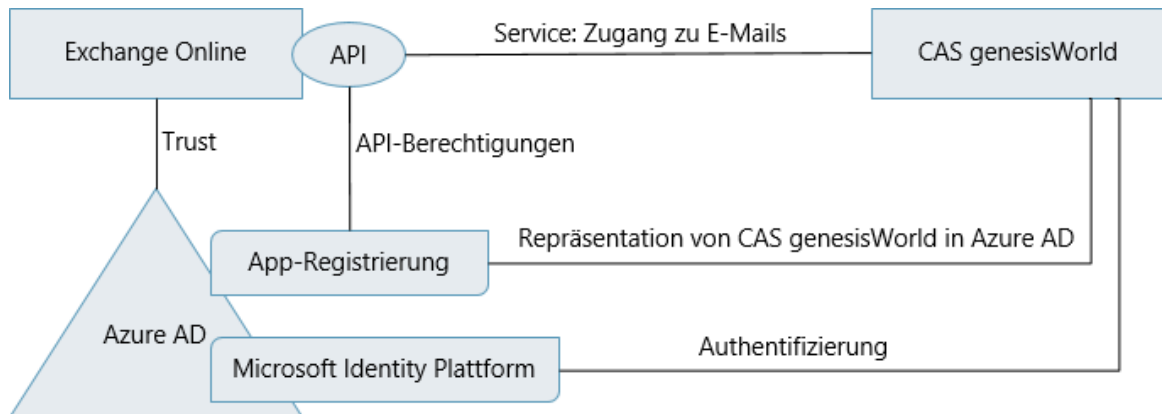 Exchange Online
API
Service: Zugang zu E-Mails
CAS genesisWorld
Trust
API-Berechtigungen
App-Registrierung
Repräsentation von CAS genesisWorld in Azure AD
Azure AD
Microsoft Identity Plattform
Authentifizierung